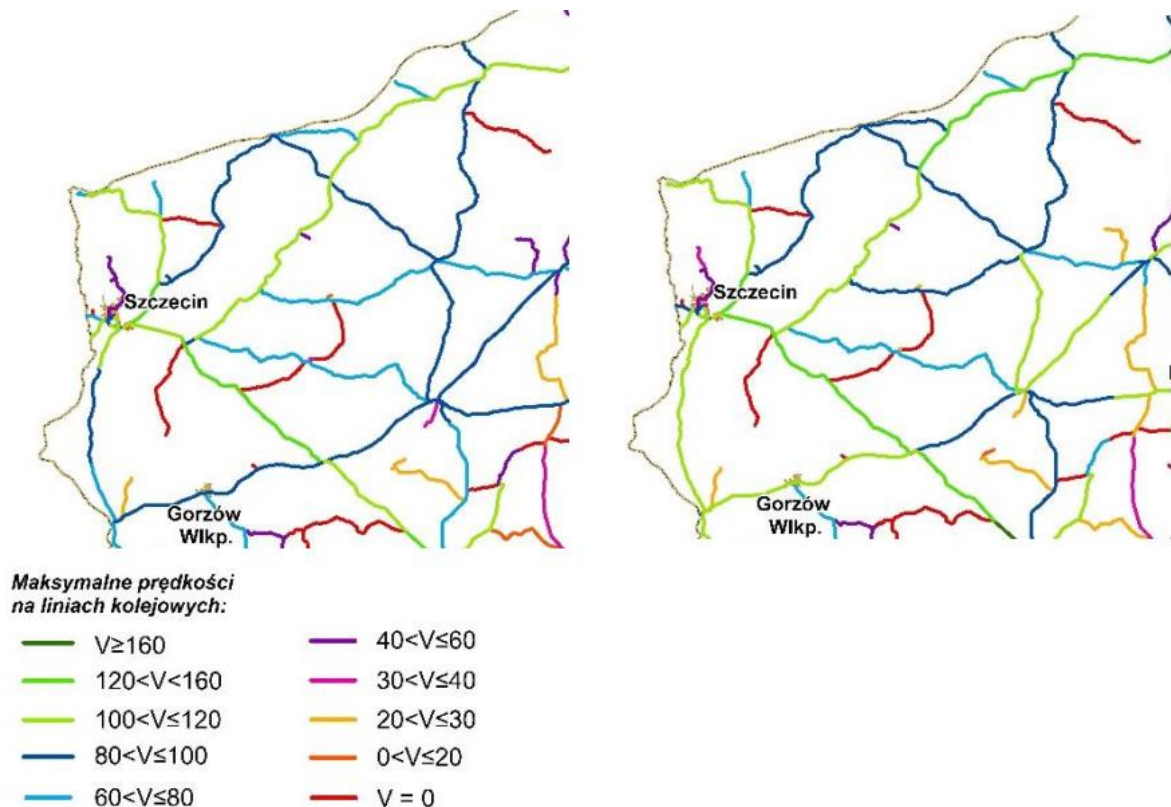 Szczecin
Gorzów
Wlkp.
Szczecin
Gorzów
Wlkp.
Maksymalne prędkości
na liniach kolejowych:
V≥160
120<V<160
100<V≤120
80<V≤100
60<V≤80
40<V≤60
30<V≤40
20<V≤30
0<V≤20
V = 0